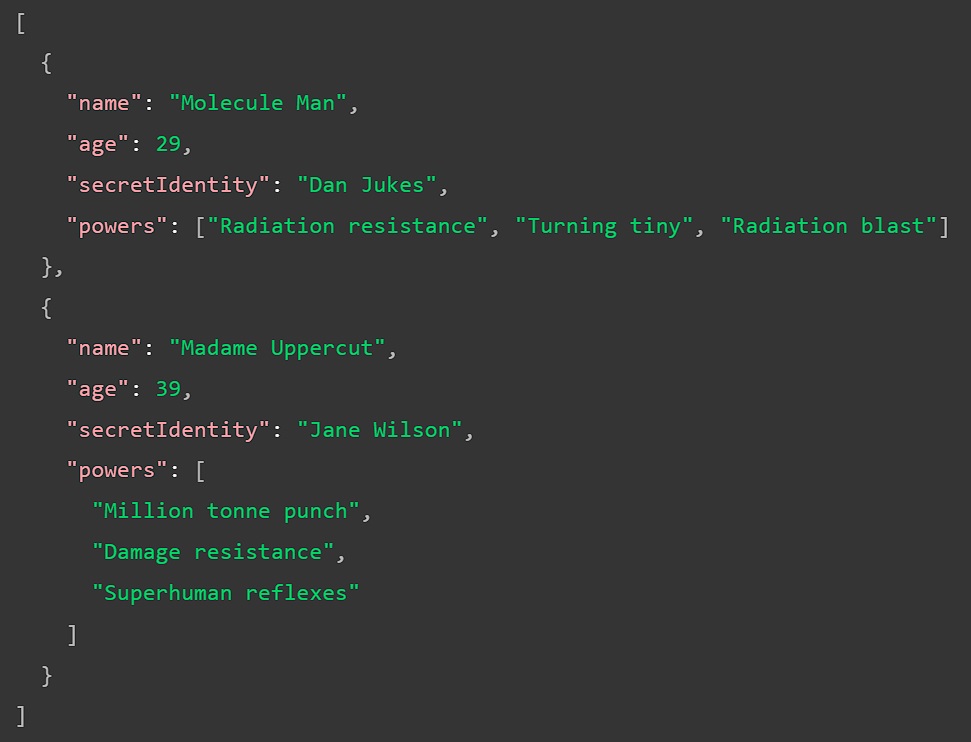 [
  {
    "name": "Molecule Man",
    "age": 29,
    "secretIdentity": "Dan Jukes",
    "powers": ["Radiation resistance", "Turning tiny", "Radiation blast"]
  },
  {
    "name": "Madame Uppercut",
    "age": 39,
    "secretIdentity": "Jane Wilson",
    "powers": [
      "Million tonne punch",
      "Damage resistance",
      "Superhuman reflexes"
    ]
  }
]